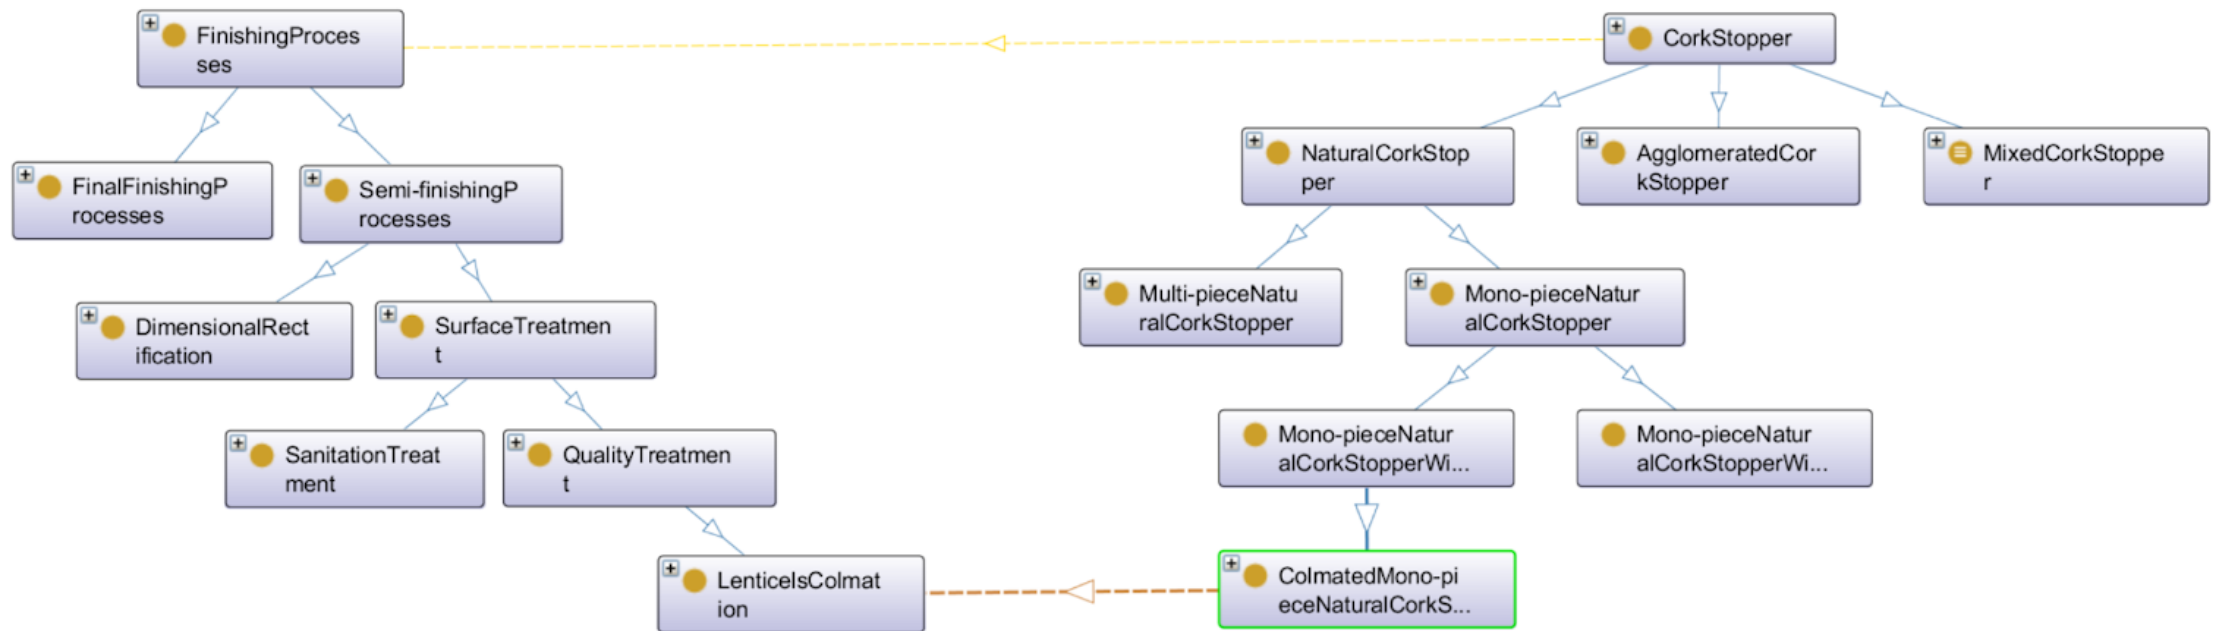 FinishingProces
ses
CorkStopper
NaturalCorkStop
per
AgglomeratedCor
kStopper
MixedCorkStoppe
r
FinalFinishingP
rocesses
Semi-finishingP
rocesses
Multi-pieceNatu
ralCorkStopper
Mono-pieceNatur
alCorkStopper
DimensionalRect
ification
SurfaceTreatmen
t
Mono-pieceNatur
alCorkStopperWi...
Mono-pieceNatur
alCorkStopperWi...
SanitationTreat
ment
QualityTreatmen
t
LenticelsColmat
ion
ColmatedMono-pi
eceNaturalCorkS...